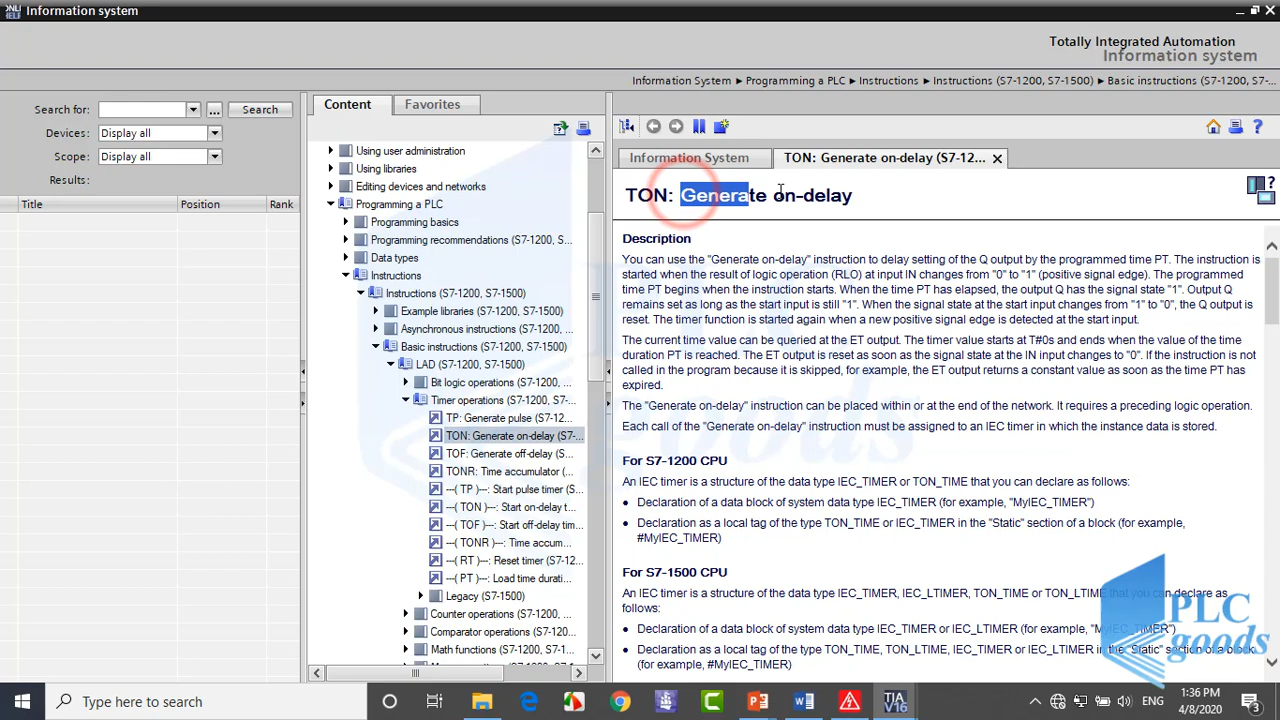 Information system
Totally Integrated Automation
Information system
Information System ▸ Programming a PLC ▸ Instructions ▸ Instructions (S7-1200, S7-1500) ▸ Basic instructions (S7-1200, S7-...
Search for:
...
Search
Devices: Display all
Scope: Display all
Results:
Title Position Rank
Content Favorites
Using user administration
Using libraries
Editing devices and networks
Programming a PLC
Programming basics
Programming recommendations (S7-1200, S...
Data types
Instructions
Instructions (S7-1200, S7-1500)
Example libraries (S7-1200, S7-1500)
Asynchronous instructions (S7-1200, ...
Basic instructions (S7-1200, S7-1500)
LAD (S7-1200, S7-1500)
Bit logic operations (S7-1200, ...
Timer operations (S7-1200, S7-...
TP: Generate pulse (S7-12...
TON: Generate on-delay (S7-...
TOF: Generate off-delay (S...
TONR: Time accumulator (...
---( TP )---: Start pulse timer (S...
---( TON )---: Start on-delay t...
---( TOF )---: Start off-delay tim...
---( TONR )---: Time accum...
---( RT )---: Reset timer (S7-12...
---( PT )---: Load time durati...
Legacy (S7-1500)
Counter operations (S7-1200, ...
Comparator operations (S7-12...
Math functions (S7-1200, S7-...
Information System TON: Generate on-delay (S7-12...
TON: Generate on-delay
Description
You can use the "Generate on-delay" instruction to delay setting of the Q output by the programmed time PT. The instruction is
started when the result of logic operation (RLO) at input IN changes from "0" to "1" (positive signal edge). The programmed
time PT begins when the instruction starts. When the time PT has elapsed, the output Q has the signal state "1". Output Q
remains set as long as the start input is still "1". When the signal state at the start input changes from "1" to "0", the Q output is
reset. The timer function is started again when a new positive signal edge is detected at the start input.
The current time value can be queried at the ET output. The timer value starts at T#0s and ends when the value of the time
duration PT is reached. The ET output is reset as soon as the signal state at the IN input changes to "0". If the instruction is not
called in the program because it is skipped, for example, the ET output returns a constant value as soon as the time PT has
expired.
The "Generate on-delay" instruction can be placed within or at the end of the network. It requires a preceding logic operation.
Each call of the "Generate on-delay" instruction must be assigned to an IEC timer in which the instance data is stored.
For S7-1200 CPU
An IEC timer is a structure of the data type IEC_TIMER or TON_TIME that you can declare as follows:
• Declaration of a data block of system data type IEC_TIMER (for example, "MyIEC_TIMER")
• Declaration as a local tag of the type TON_TIME or IEC_TIMER in the "Static" section of a block (for example,
#MyIEC_TIMER)
For S7-1500 CPU
An IEC timer is a structure of the data type IEC_TIMER, IEC_LTIMER, TON_TIME or TON_LTIME that you can declare as
follows:
• Declaration of a data block of system data type IEC_TIMER or IEC_LTIMER (for example, "MyIEC_TIMER")
• Declaration as a local tag of the type TON_TIME, TON_LTIME, IEC_TIMER or IEC_LTIMER in the "Static" section of a block
(for example, #MyIEC_TIMER)
PLC
goods
Type here to search
TIA
V16
1:36 PM
4/8/2020
3